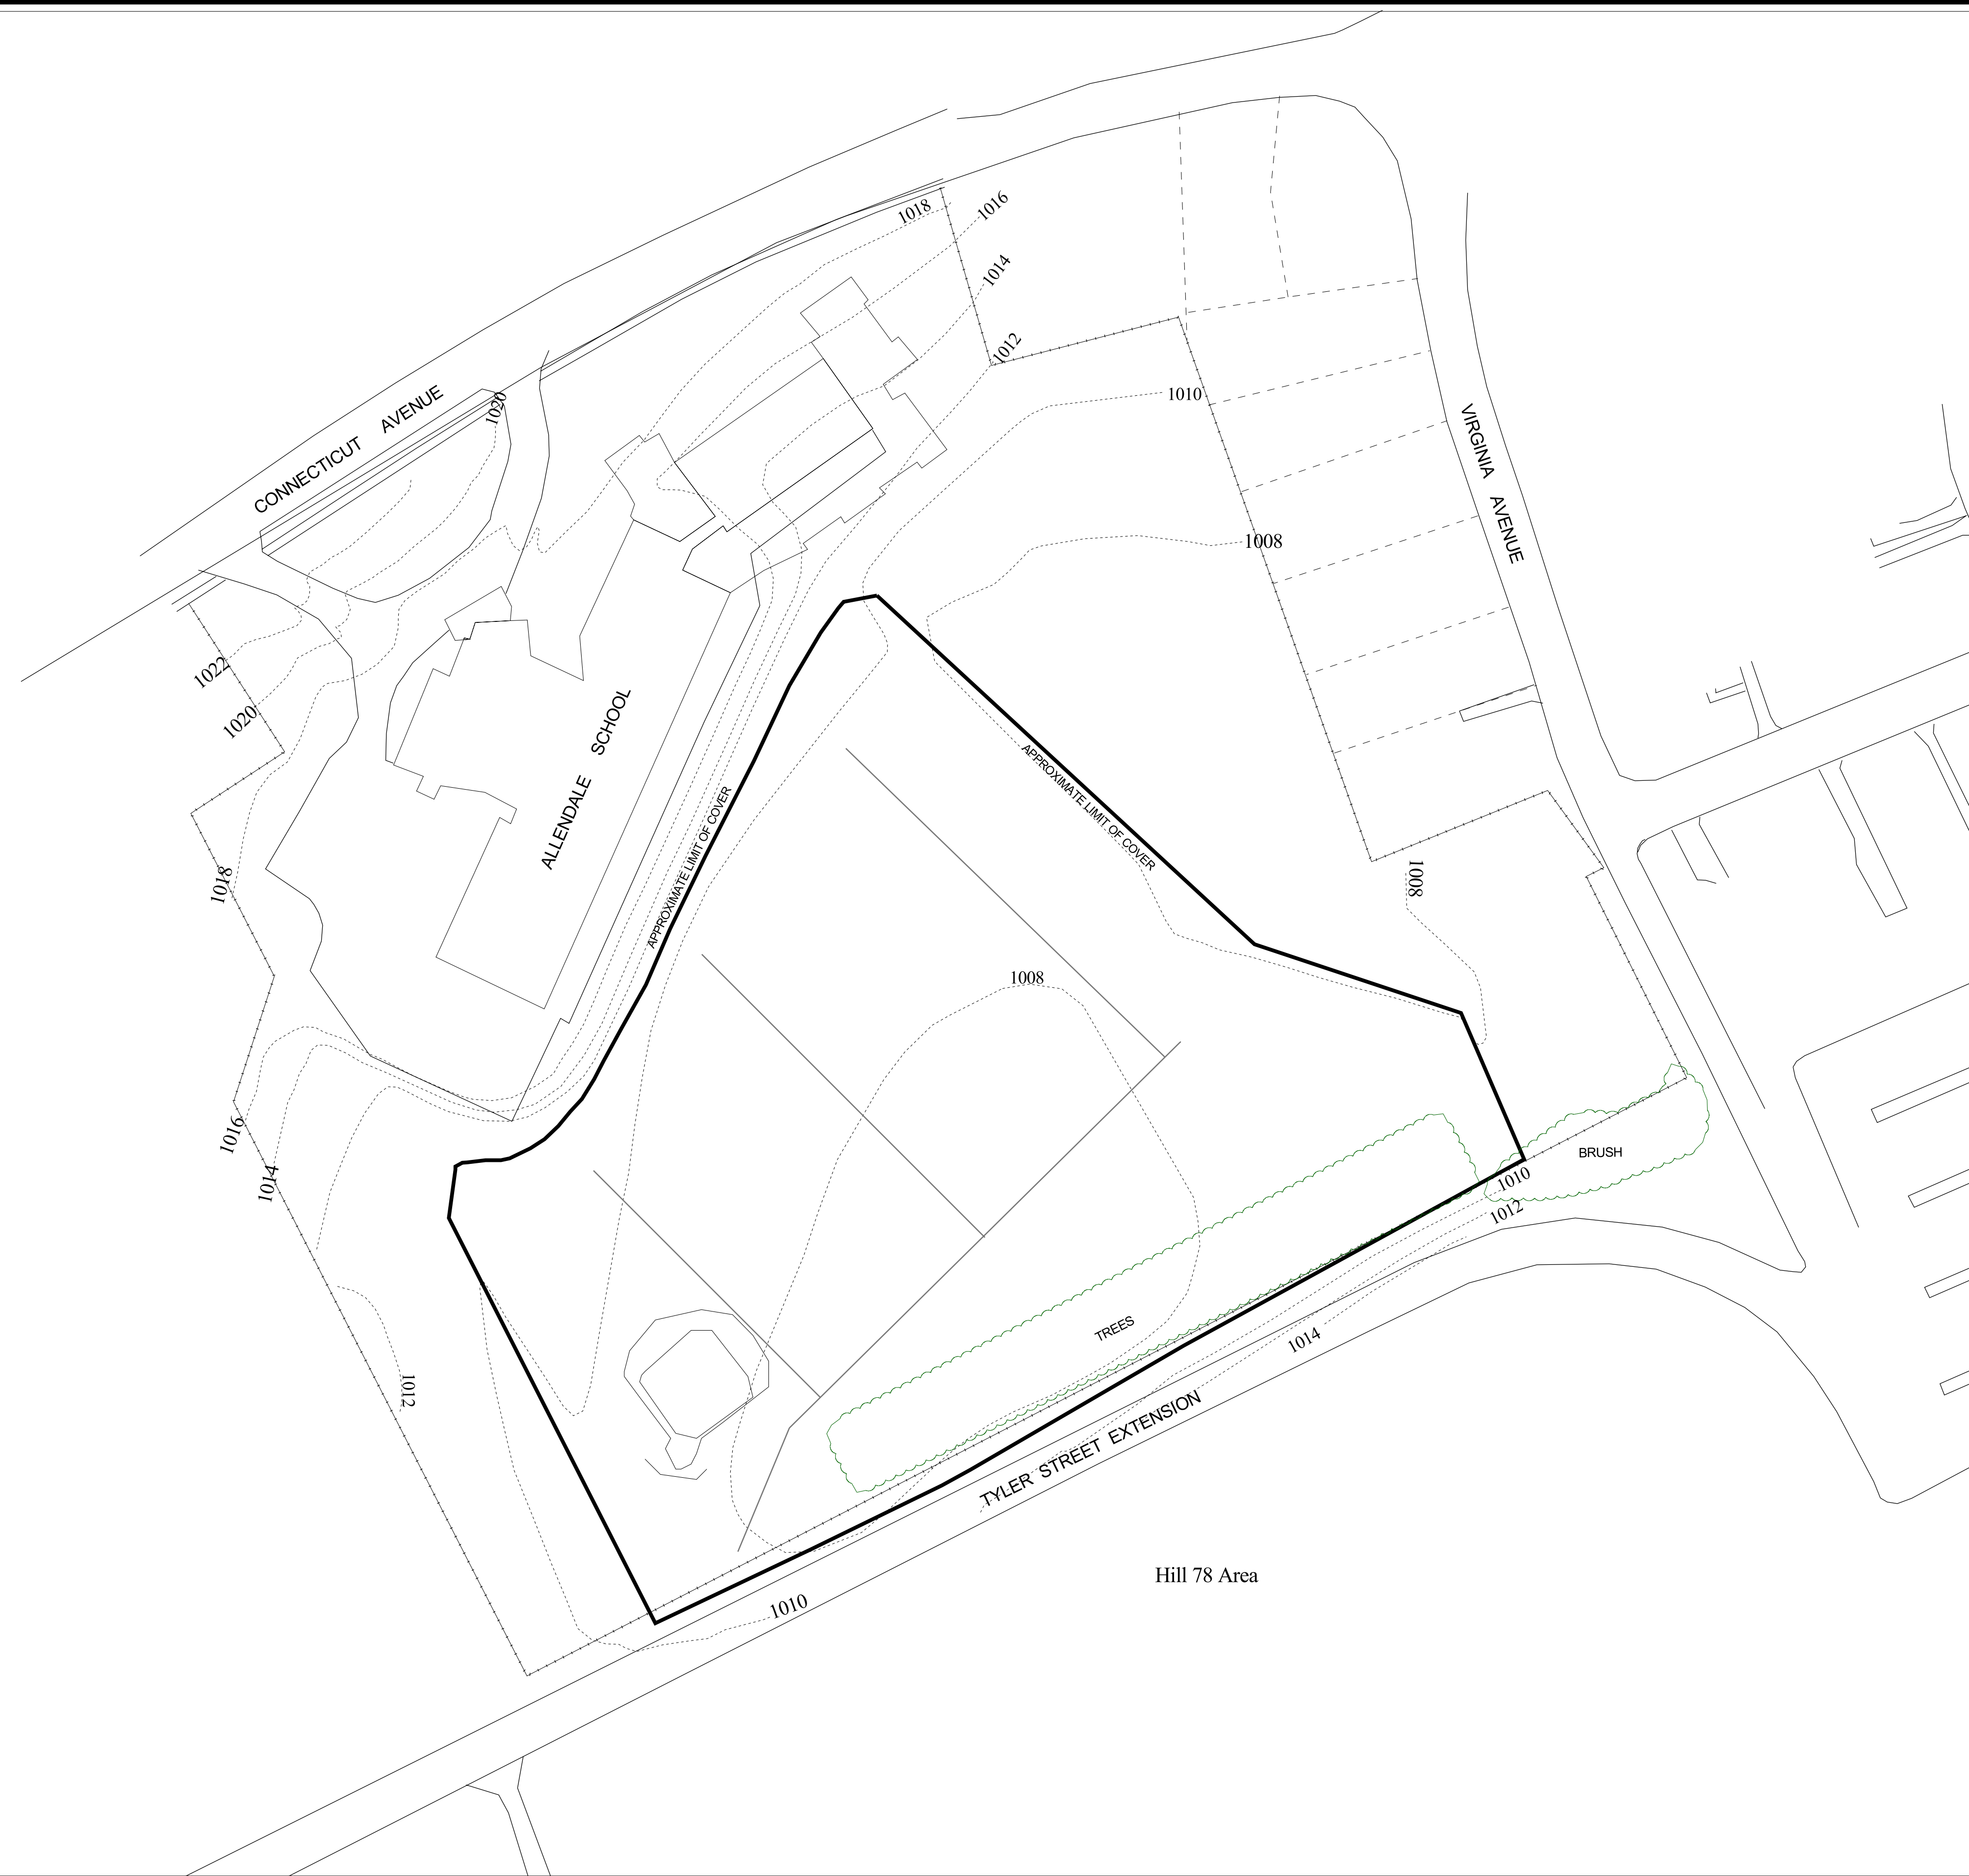 1018
1016
1014
1012
1010
CONNECTICUT AVENUE
1020
VIRGINIA AVENUE
1008
1022
1020
ALLENDALE SCHOOL
APPROXIMATE LIMIT OF COVER
APPROXIMATE LIMIT OF COVER
1018
1008
1008
1016
1014
BRUSH
1010
1012
TREES
1014
1012
TYLER STREET EXTENSION
Hill 78 Area
1010